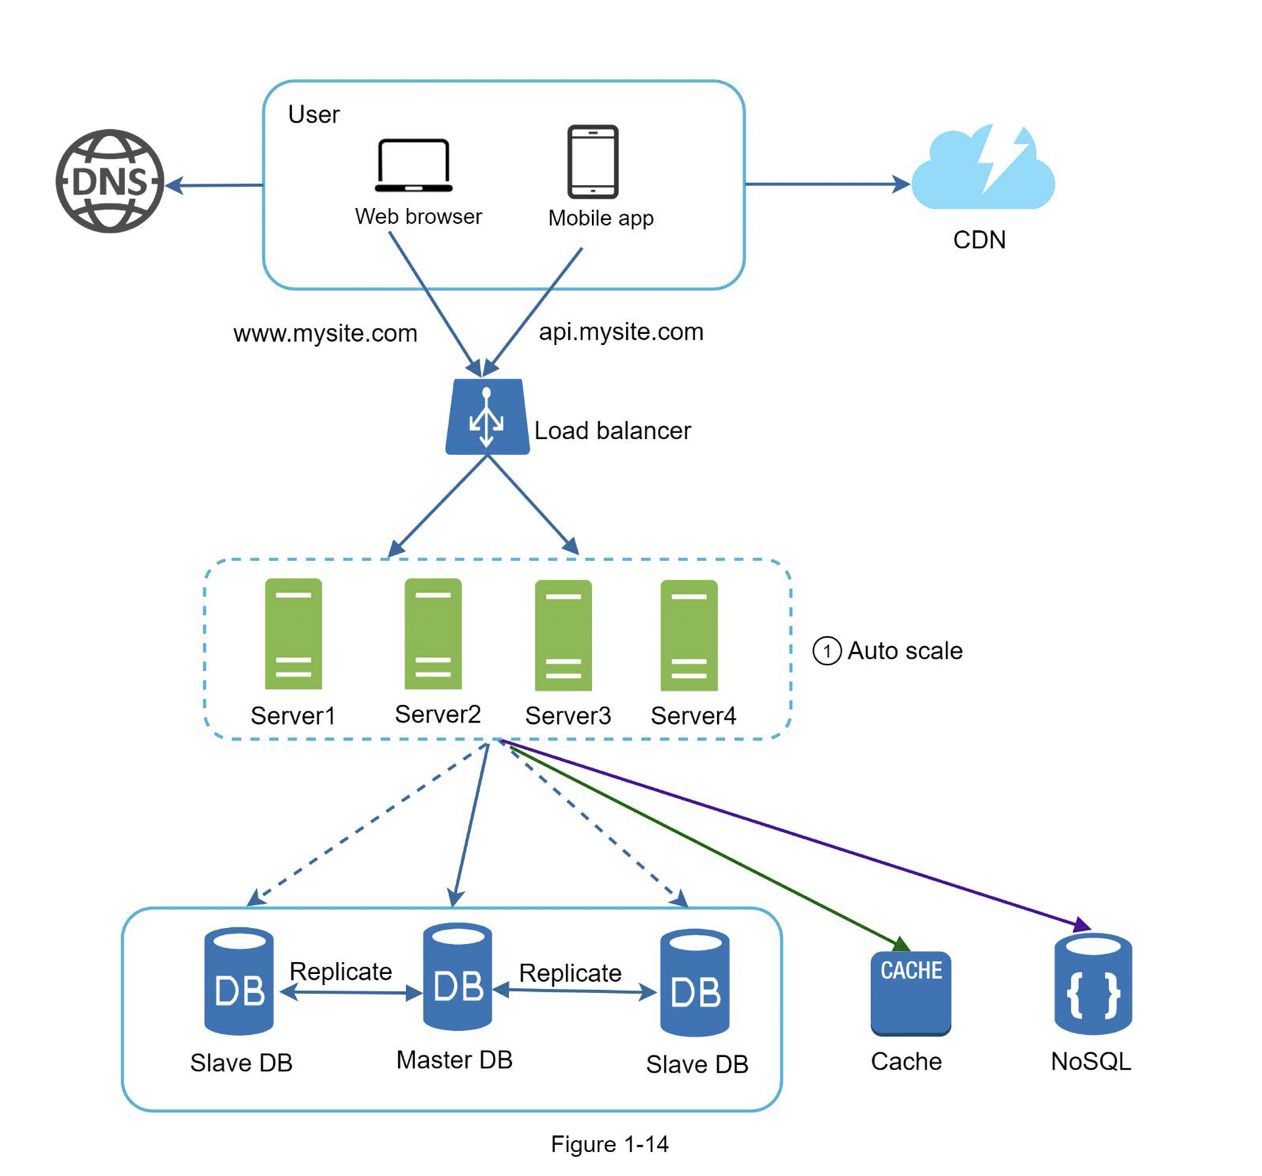 User
DNS
Web browser
Mobile app
CDN
www.mysite.com
api.mysite.com
Load balancer
Server1
Server2
Server3
Server4
1 Auto scale
DB
Replicate
DB
Replicate
DB
CACHE
{ }
Slave DB
Master DB
Slave DB
Cache
NoSQL
Figure 1-14